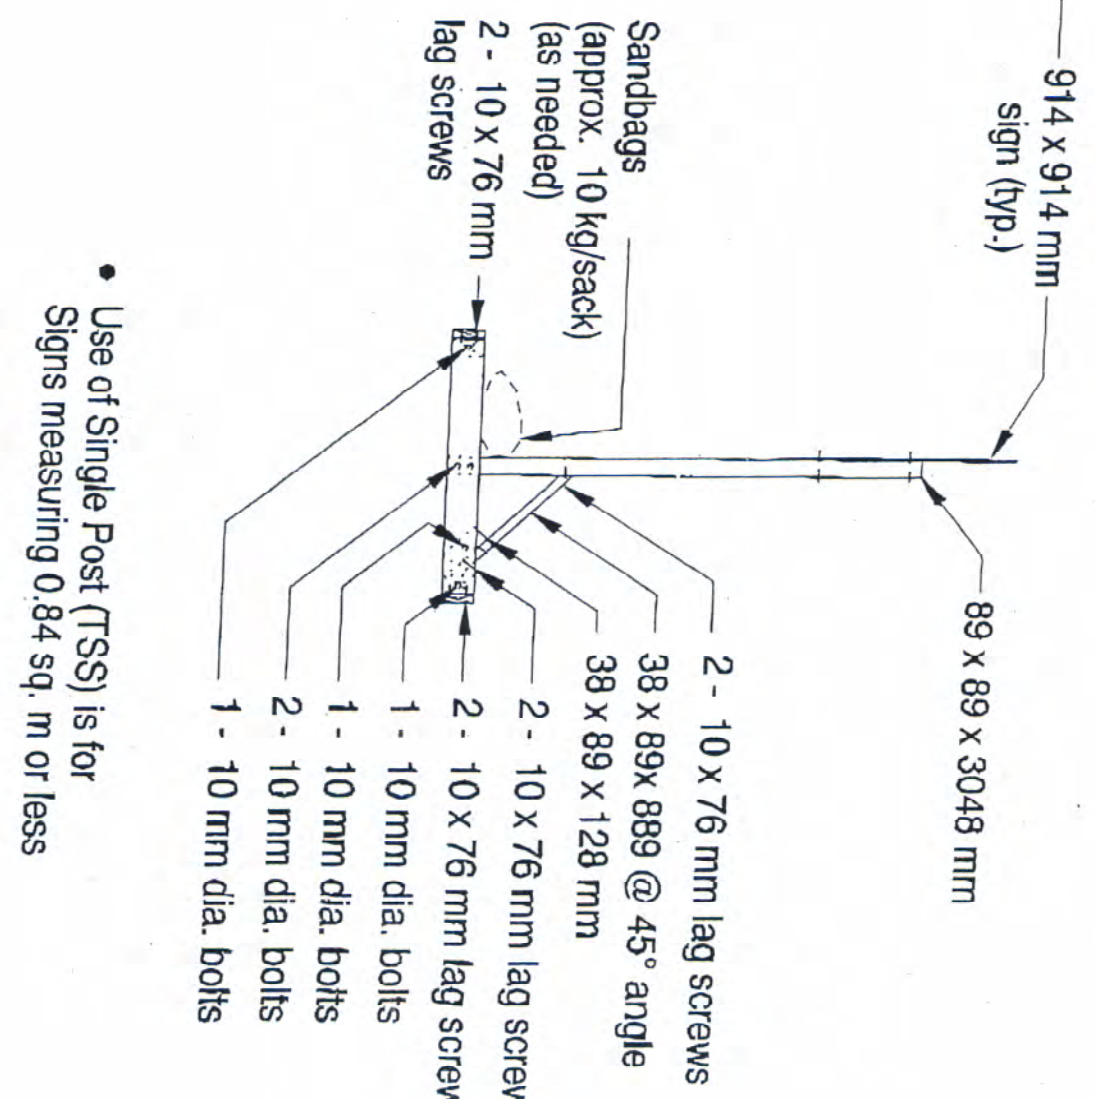 914 x 914 mm
sign (typ.)
89 x 89 x 3048 mm
Sandbags
(approx. 10 kg/sack)
(as needed)
2 - 10 x 76 mm
lag screws
2 - 10 x 76 mm lag screws
38 x 89x 889 @ 45° angle
38 x 89 x 128 mm
2 - 10 x 76 mm lag screw
2 - 10 x 76 mm lag screw
1 - 10 mm dia. bolts
1 - 10 mm dia. bolts
2 - 10 mm dia. bolts
1 - 10 mm dia. bolts
• Use of Single Post (TSS) is for
Signs measuring 0.84 sq. m or less